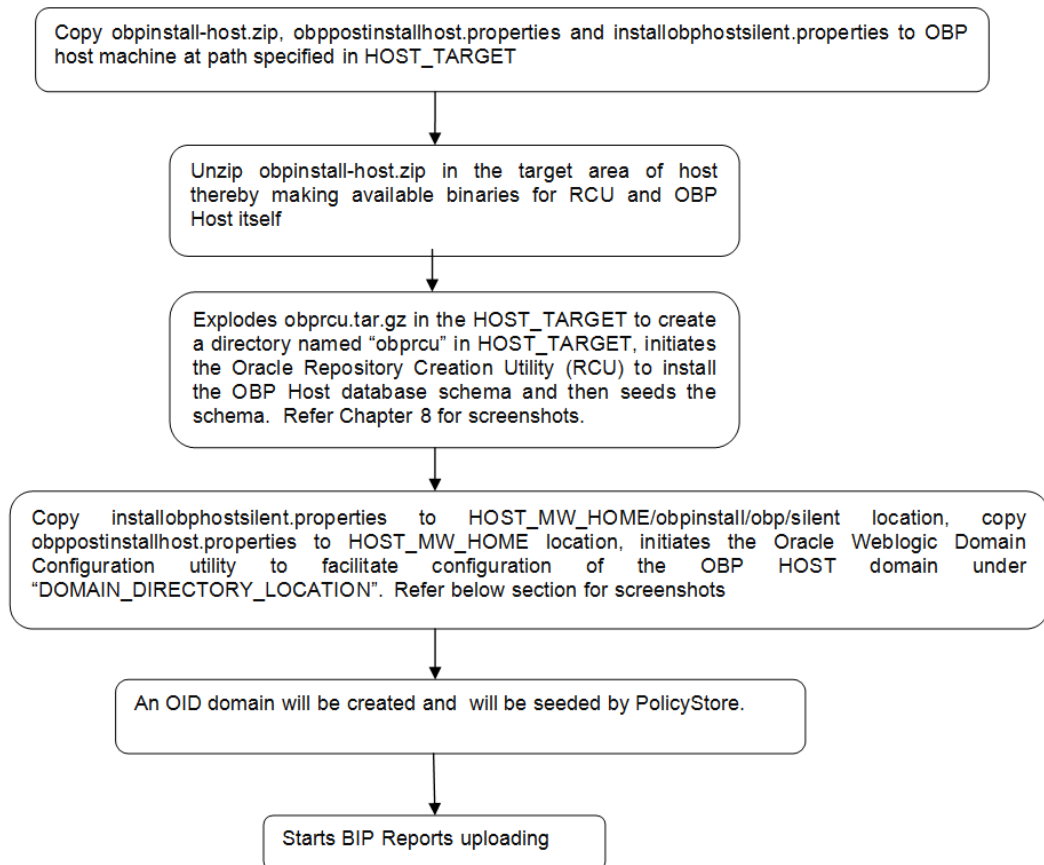 Copy obpinstall-host.zip, obppostinstallhost.properties and installobphostsilent.properties to OBP
host machine at path specified in HOST_TARGET
Unzip obpinstall-host.zip in the target area of host
thereby making available binaries for RCU and OBP
Host itself
Explodes obprcu.tar.gz in the HOST_TARGET to create
a directory named “obprcu” in HOST_TARGET, initiates
the Oracle Repository Creation Utility (RCU) to install
the OBP Host database schema and then seeds the
schema. Refer Chapter 8 for screenshots.
Copy installobphostsilent.properties to HOST_MW_HOME/obpinstall/obp/silent location, copy
obppostinstallhost.properties to HOST_MW_HOME location, initiates the Oracle Weblogic Domain
Configuration utility to facilitate configuration of the OBP HOST domain under
“DOMAIN_DIRECTORY_LOCATION”. Refer below section for screenshots
An OID domain will be created and will be seeded by PolicyStore.
Starts BIP Reports uploading